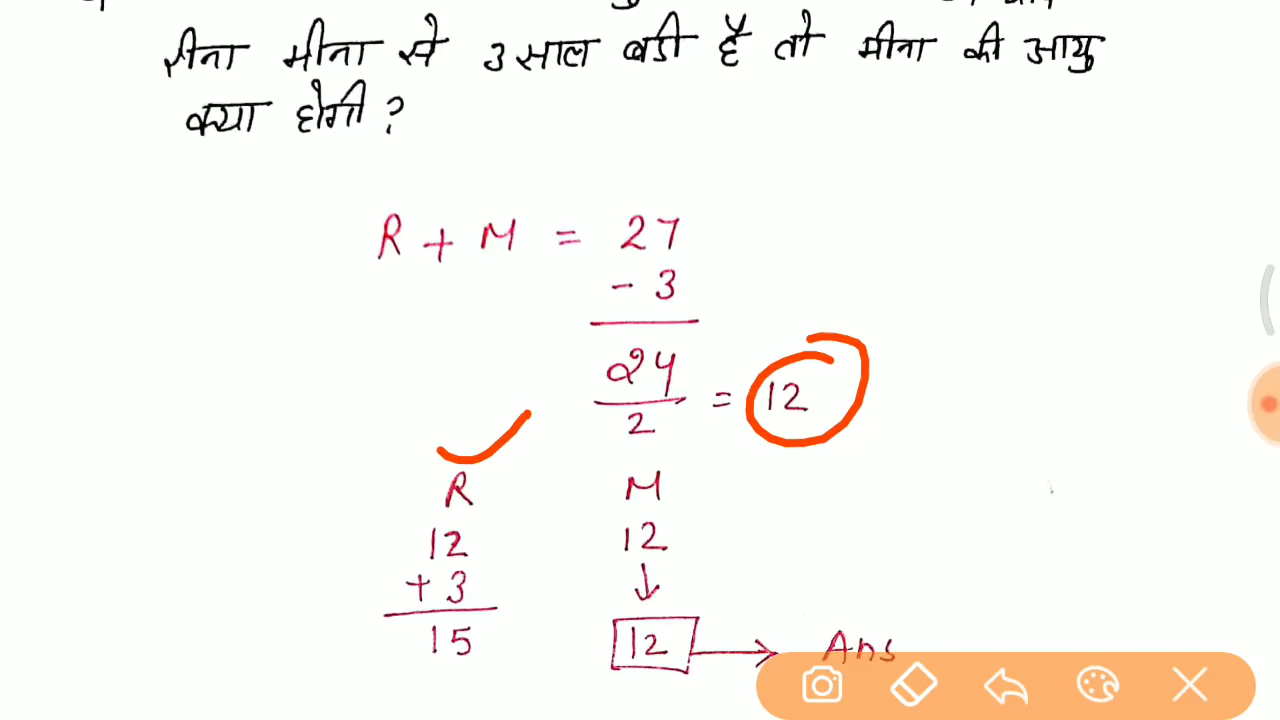 रीना मीना से 3 साल बडी है तो मीना की आयु
क्या होगी ?
R + M = 27
- 3
24
2
= 12
R M
12 12
+ 3 ↓
15 12 → Ans